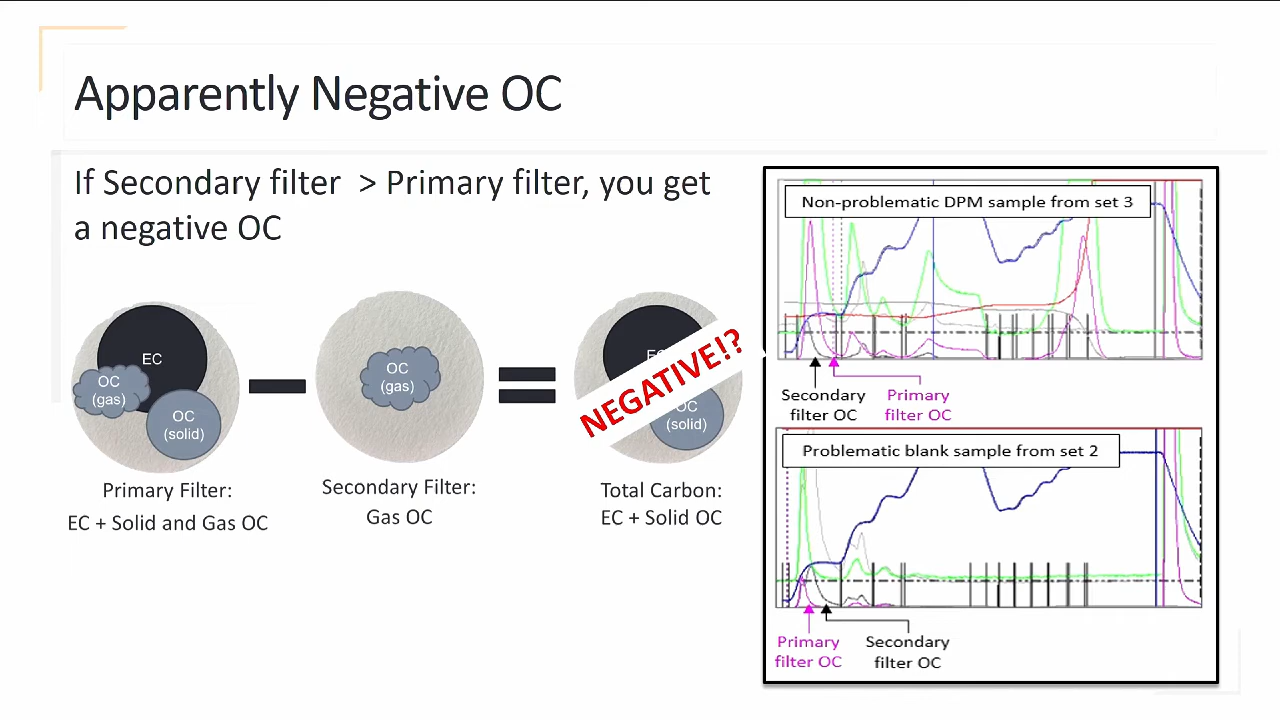 Apparently Negative OC
If Secondary filter > Primary filter, you get
a negative OC
EC
OC
(gas)
OC
(solid)
Primary Filter:
EC + Solid and Gas OC
OC
(gas)
Secondary Filter:
Gas OC
EC
NEGATIVE!?
OC
(solid)
Total Carbon:
EC + Solid OC
Non-problematic DPM sample from set 3
Secondary
filter OC
Primary
filter OC
Problematic blank sample from set 2
Primary
filter OC
Secondary
filter OC